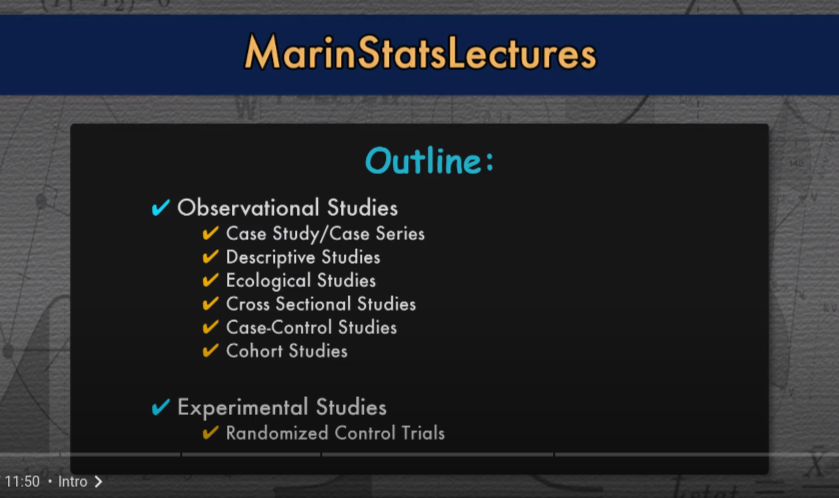 MarinStatsLectures
Outline:
✔ Observational Studies
✔ Case Study/Case Series
✔ Descriptive Studies
✔ Ecological Studies
✔ Cross Sectional Studies
✔ Case-Control Studies
✔ Cohort Studies
✔ Experimental Studies
✔ Randomized Control Trials
11:50 • Intro >